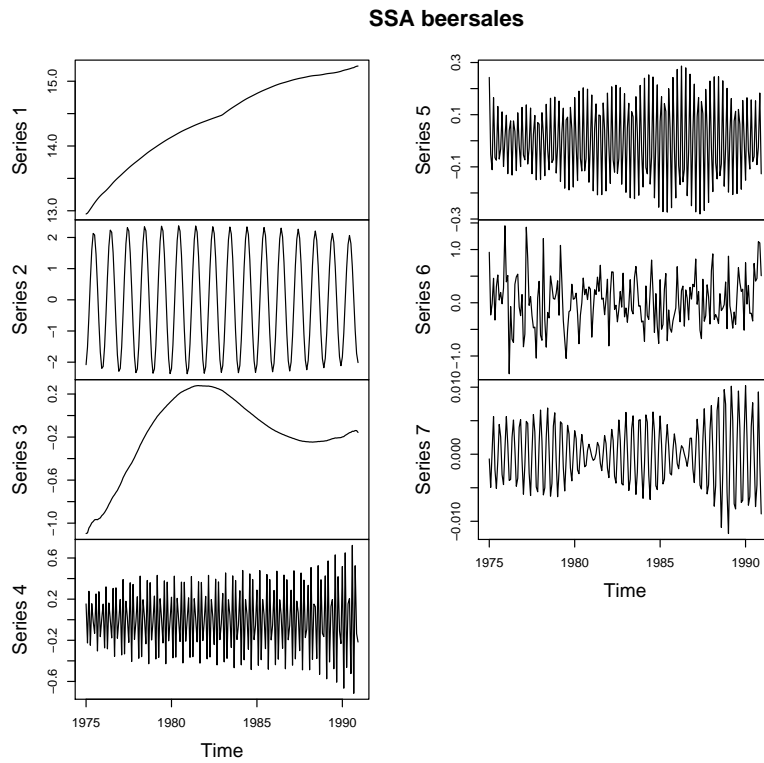 SSA beersales
Series 1
13.0 14.0 15.0
Series 2
-2 -1 0 1 2
Series 3
-1.0 -0.6 -0.2 0.2
Series 4
-0.6 -0.2 0.2 0.6
1975 1980 1985 1990
Time
Series 5
-0.3 -0.1 0.1 0.3
Series 6
-1.0 0.0 1.0
Series 7
-0.010 0.000 0.010
1975 1980 1985 1990
Time